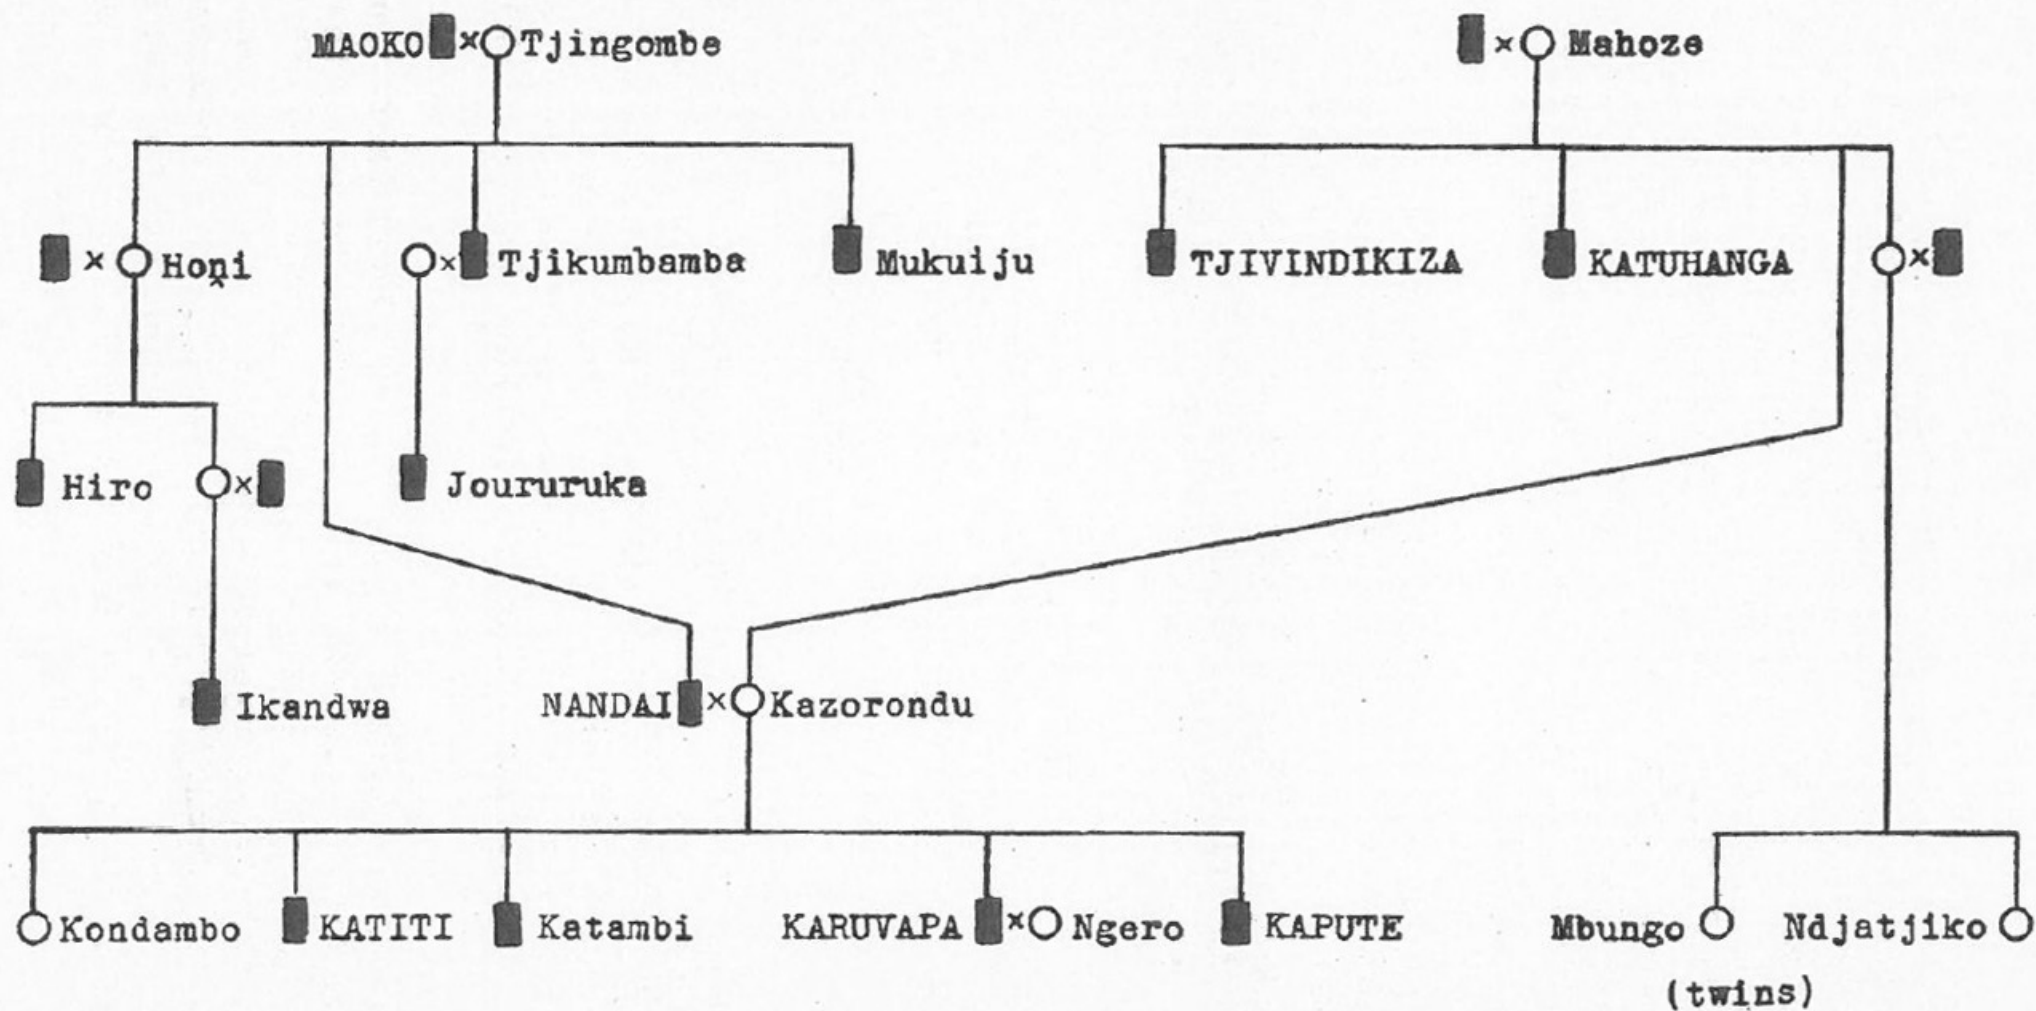 MAOKO × Tjingombe × Mahoze
× Hoṋi × Tjikumbamba Mukuiju TJIVINDIKIZA KATUHANGA ×
Hiro × Joururuka
Ikandwa NANDAI × Kazorondu
Kondambo KATITI Katambi KARUVAPA × Ngero KAPUTE Mbungo Ndjatjiko
(twins)